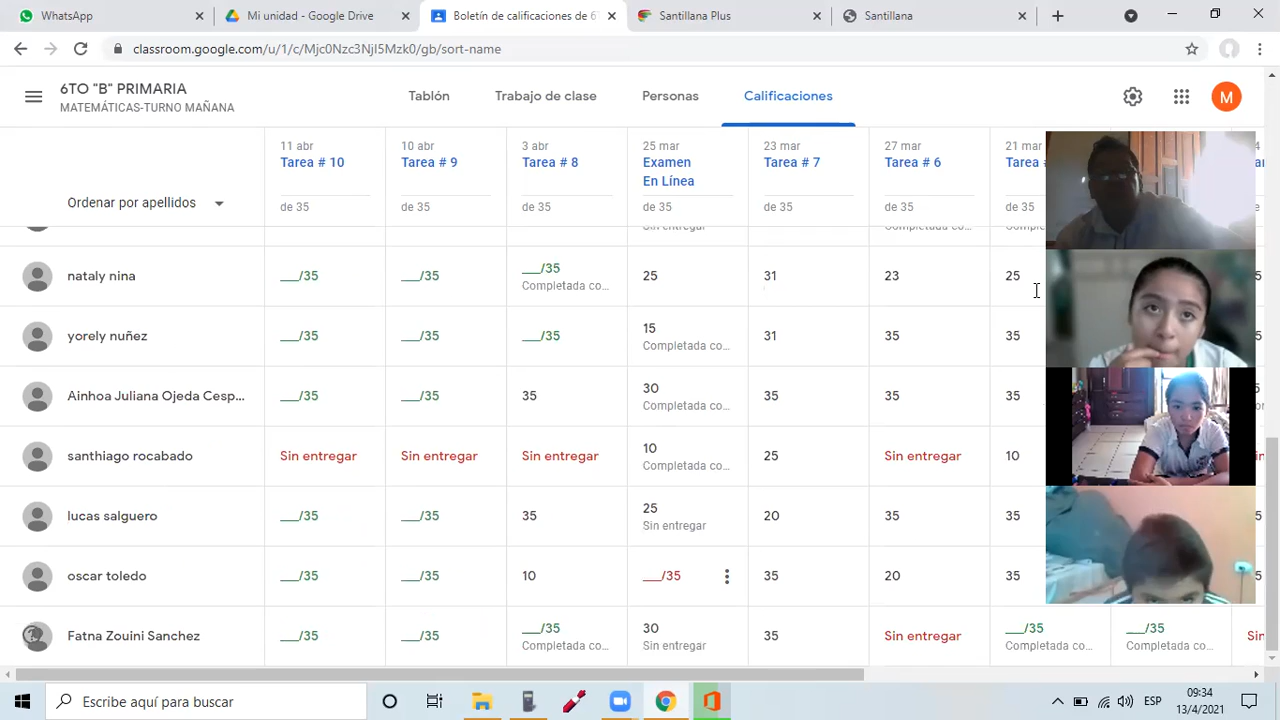 WhatsApp
Mi unidad - Google Drive
Boletín de calificaciones de 6T
Santillana Plus
Santillana
classroom.google.com/u/1/c/Mjc0Nzc3NjI5Mzk0/gb/sort-name
6TO "B" PRIMARIA
MATEMÁTICAS-TURNO MAÑANA
Tablón
Trabajo de clase
Personas
Calificaciones
M
Ordenar por apellidos
11 abr
Tarea # 10
de 35
10 abr
Tarea # 9
de 35
3 abr
Tarea # 8
de 35
25 mar
Examen
En Línea
de 35
23 mar
Tarea # 7
de 35
27 mar
Tarea # 6
de 35
21 mar
Tarea #
de 35
Sin entregar
Completada co...
Comple
nataly nina
___/35
___/35
___/35
Completada co...
25
31
23
25
yorely nuñez
___/35
___/35
___/35
15
Completada co...
31
35
35
Ainhoa Juliana Ojeda Cesp...
___/35
___/35
35
30
Completada co...
35
35
35
santhiago rocabado
Sin entregar
Sin entregar
Sin entregar
10
Completada co...
25
Sin entregar
10
lucas salguero
___/35
___/35
35
25
Sin entregar
20
35
35
oscar toledo
___/35
___/35
10
___/35
35
20
35
Fatna Zouini Sanchez
___/35
___/35
___/35
Completada co...
30
Sin entregar
35
Sin entregar
___/35
Completada co...
___/35
Completada co...
Sin
Escribe aquí para buscar
ESP
09:34
13/4/2021